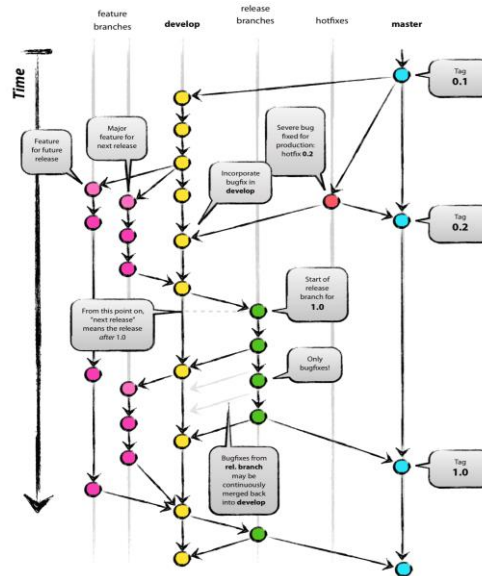 feature
branches
develop
release
branches
hotfixes
master
Time
Tag
0.1
Feature
for future
release
Major
feature for
next release
Severe bug
fixed for
production:
hotfix 0.2
Incorporate
bugfix in
develop
Tag
0.2
Start of
release
branch for
1.0
From this point on,
"next release"
means the release
after 1.0
Only
bugfixes!
Bugfixes from
rel. branch
may be
continuously
merged back
into develop
Tag
1.0